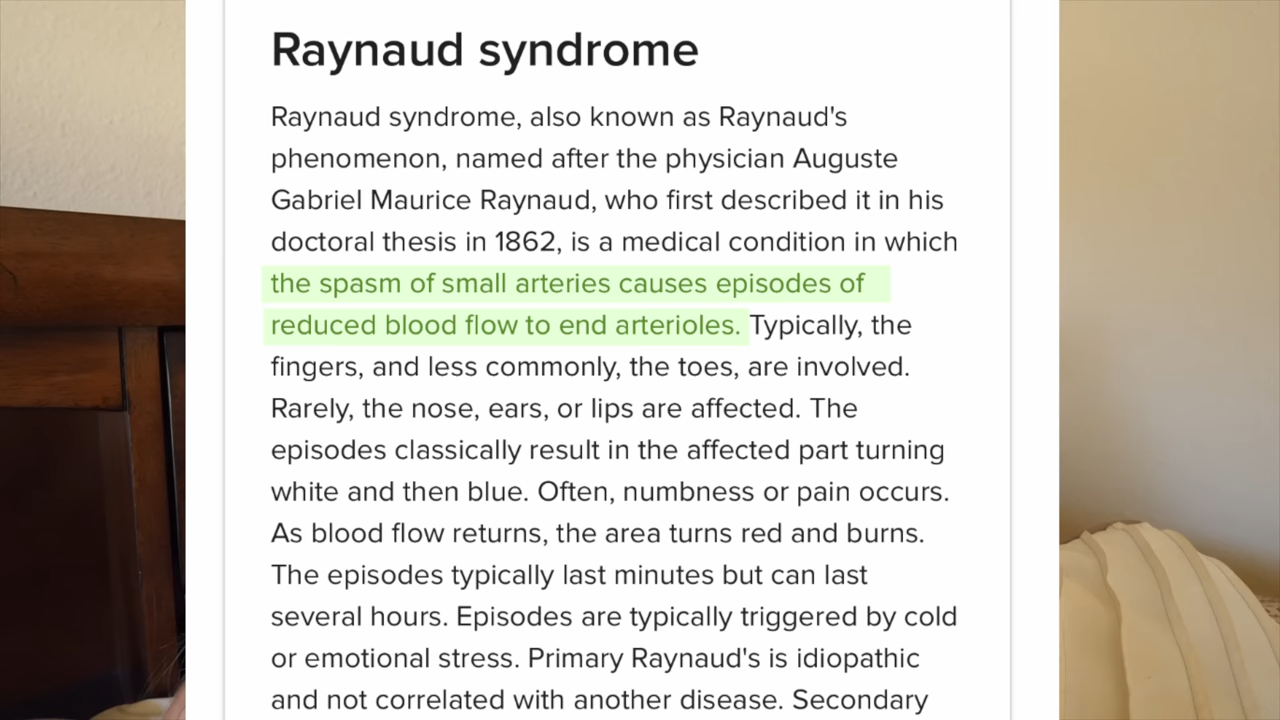 Raynaud syndrome
Raynaud syndrome, also known as Raynaud's
phenomenon, named after the physician Auguste
Gabriel Maurice Raynaud, who first described it in his
doctoral thesis in 1862, is a medical condition in which
the spasm of small arteries causes episodes of
reduced blood flow to end arterioles. Typically, the
fingers, and less commonly, the toes, are involved.
Rarely, the nose, ears, or lips are affected. The
episodes classically result in the affected part turning
white and then blue. Often, numbness or pain occurs.
As blood flow returns, the area turns red and burns.
The episodes typically last minutes but can last
several hours. Episodes are typically triggered by cold
or emotional stress. Primary Raynaud's is idiopathic
and not correlated with another disease. Secondary